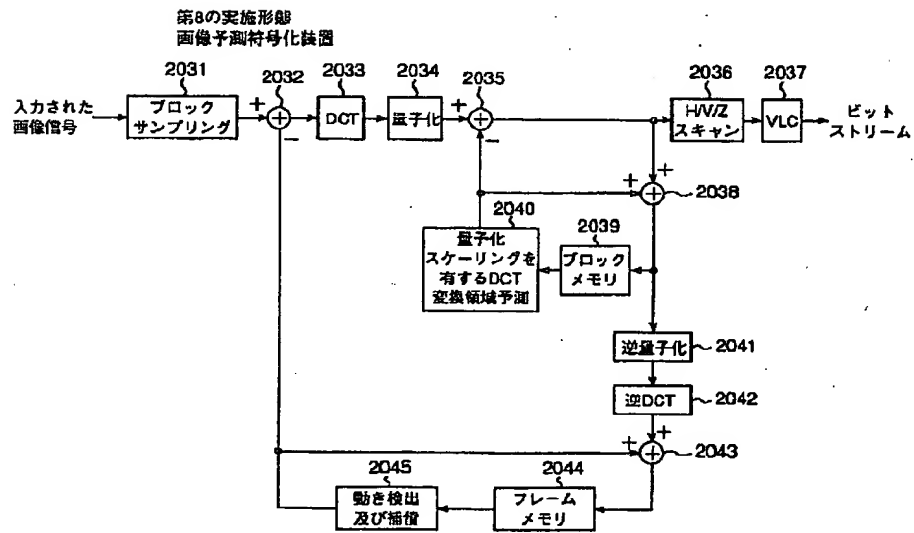 第8の実施形態
画像予測符号化装置
2031
2032
2033
2034
2035
2036
2037
入力された
画像信号
ブロック
サンプリング
+
+
−
DCT
量子化
+
+
−
H/V/Z
スキャン
VLC
ビット
ストリーム
+
+
+
2038
2040
量子化
スケーリングを
有するDCT
変換領域予測
2039
ブロック
メモリ
逆量子化
2041
逆DCT
2042
+
+
+
2043
2045
動き検出
及び補償
2044
フレーム
メモリ